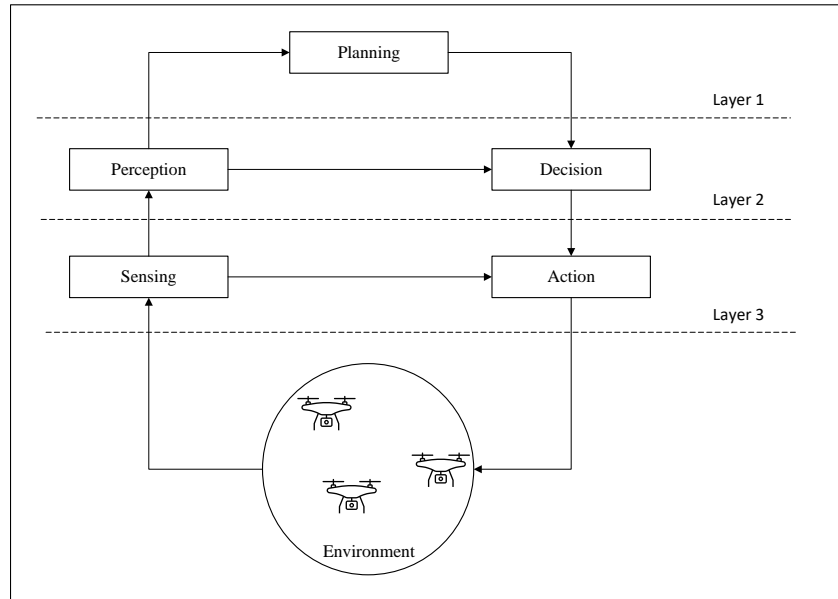 Planning
Layer 1
Perception
Decision
Layer 2
Sensing
Action
Layer 3
Environment